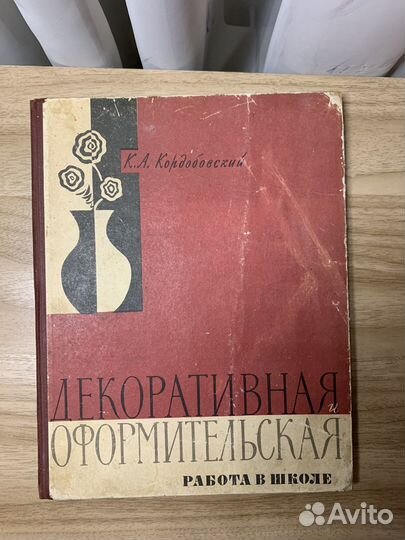 К.А. Кордобовский
ДЕКОРАТИВНАЯ
и
ОФОРМИТЕЛЬСКАЯ
РАБОТА В ШКОЛЕ
Avito